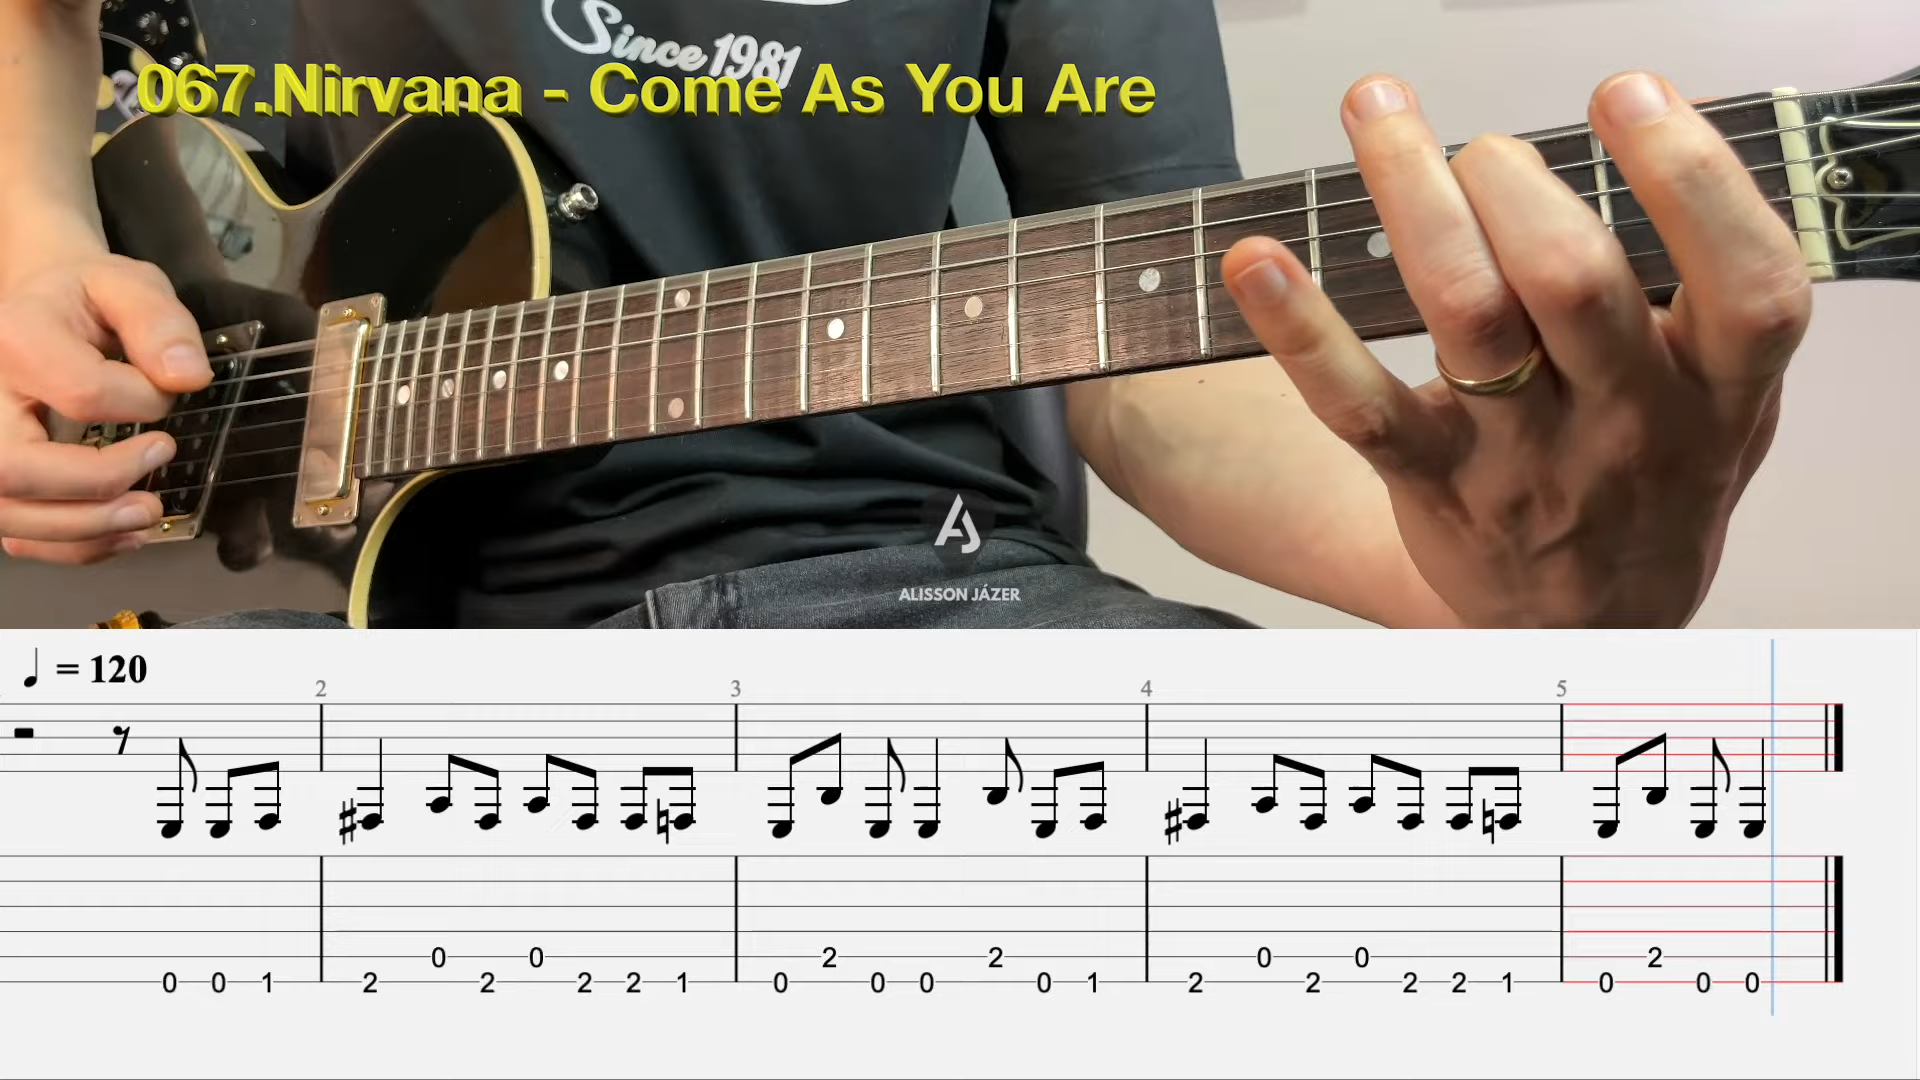 Since 1981
067.Nirvana - Come As You Are
AJ
ALISSON JÁZER
= 120
2 3 4 5
0 0 2 2 0 0 2
0 0 1 2 2 2 2 1 0 0 0 0 1 2 2 2 2 1 0 0 0